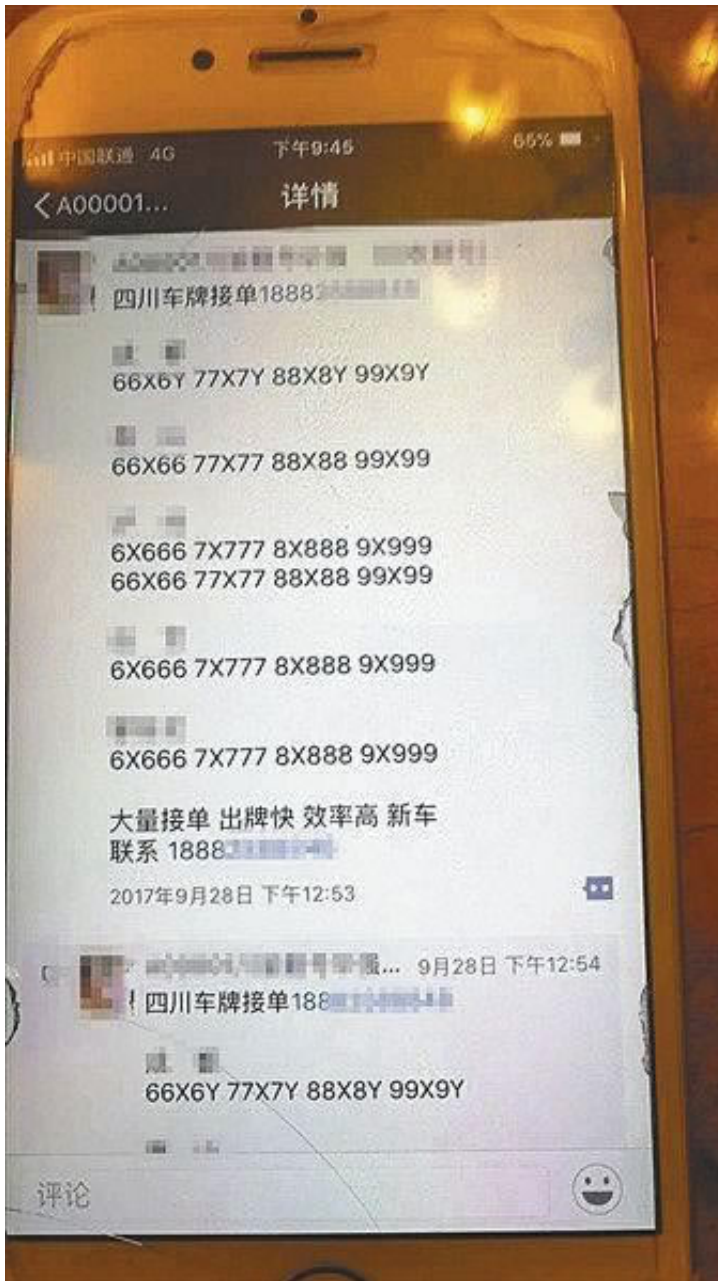 中国联通 4G 下午9:45 65%
A00001... 详情
四川车牌接单1888
66X6Y 77X7Y 88X8Y 99X9Y
66X66 77X77 88X88 99X99
6X666 7X777 8X888 9X999
66X66 77X77 88X88 99X99
6X666 7X777 8X888 9X999
6X666 7X777 8X888 9X999
大量接单 出牌快 效率高 新车
联系 1888
2017年9月28日 下午12:53
... 9月28日 下午12:54
四川车牌接单188
66X6Y 77X7Y 88X8Y 99X9Y
评论